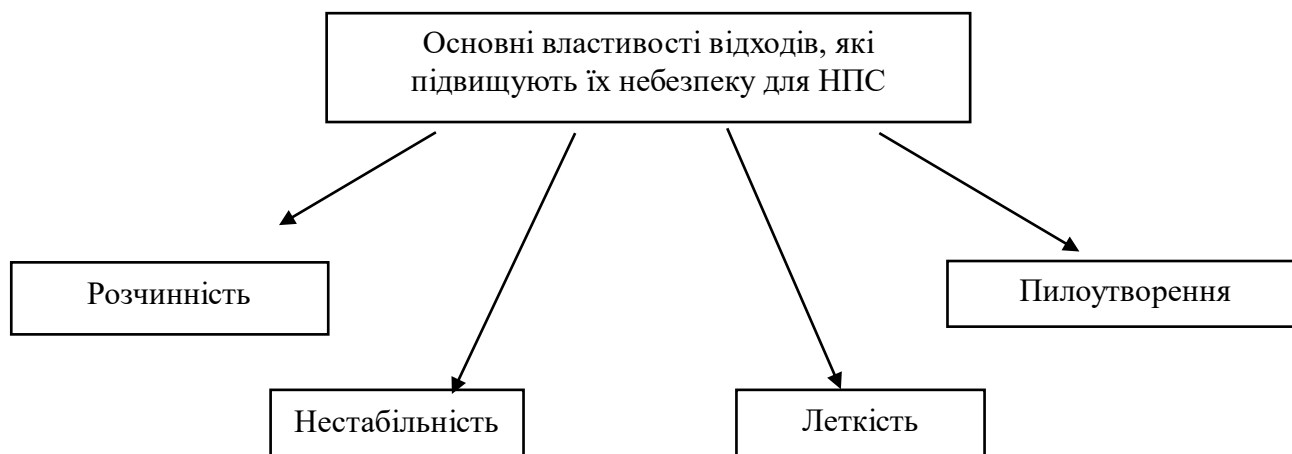 Основні властивості відходів, які
підвищують їх небезпеку для НПС
Розчинність
Пилоутворення
Нестабільність
Леткість